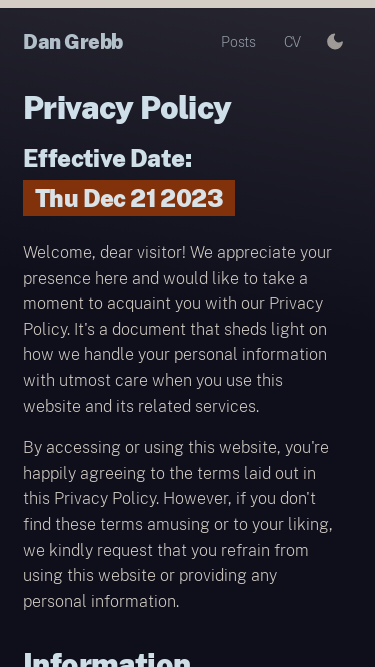 Dan Grebb
Posts
CV
Privacy Policy
Effective Date:
Thu Dec 21 2023
Welcome, dear visitor! We appreciate your
presence here and would like to take a
moment to acquaint you with our Privacy
Policy. It's a document that sheds light on
how we handle your personal information
with utmost care when you use this
website and its related services.
By accessing or using this website, you're
happily agreeing to the terms laid out in
this Privacy Policy. However, if you don't
find these terms amusing or to your liking,
we kindly request that you refrain from
using this website or providing any
personal information.
Information